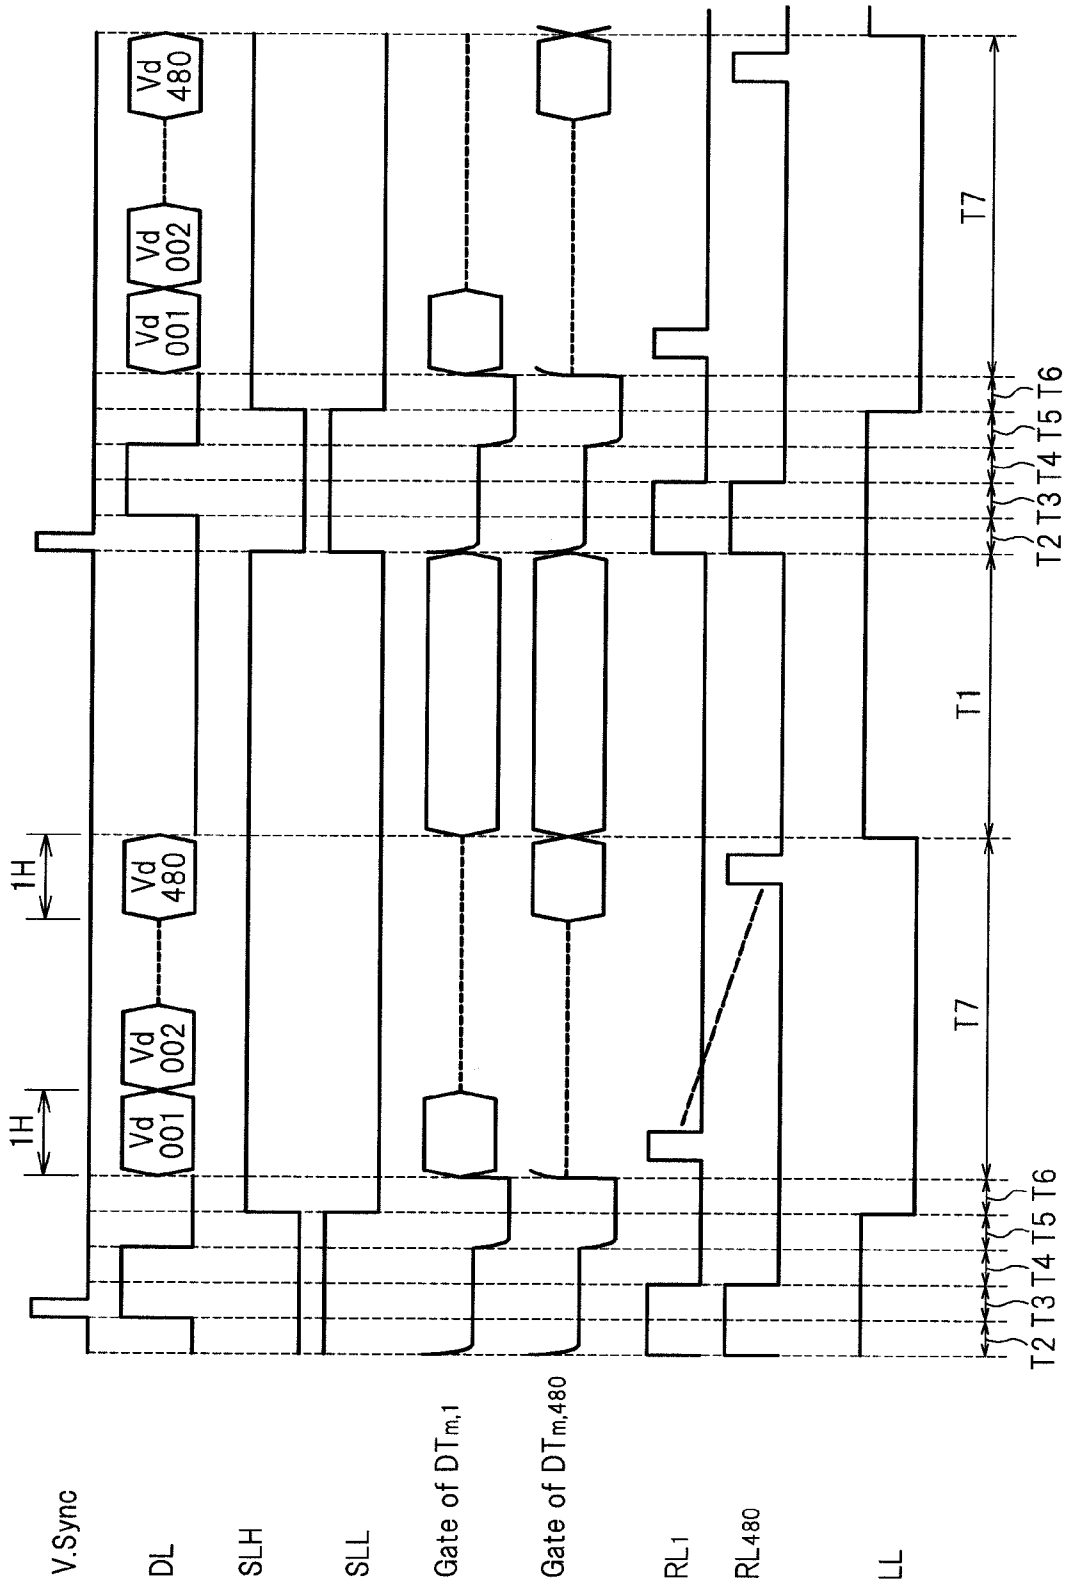 V.Sync
1H
1H
DL
Vd
001
Vd
002
Vd
480
Vd
001
Vd
002
Vd
480
SLH
SLL
Gate of DTm,1
Gate of DTm,480
RL1
RL480
LL
T2 T3 T4 T5 T6 T7 T1 T2 T3 T4 T5 T6 T7